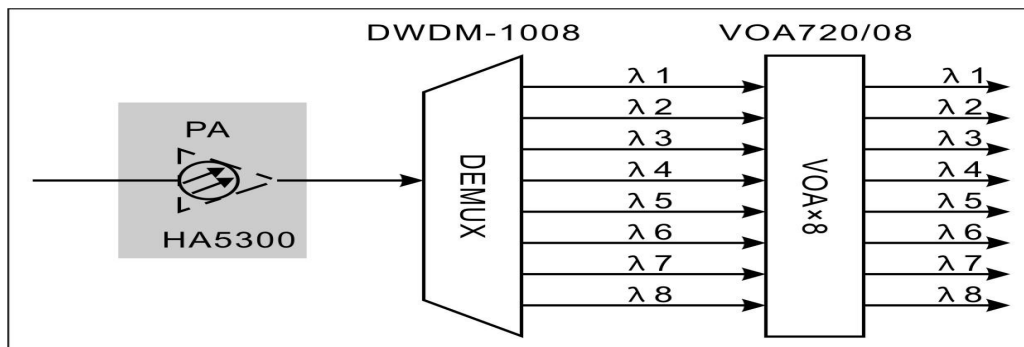 DWDM-1008
VOA720/08
PA
HA5300
DEMUX
λ 1
λ 2
λ 3
λ 4
λ 5
λ 6
λ 7
λ 8
VOA×8
λ 1
λ 2
λ 3
λ 4
λ 5
λ 6
λ 7
λ 8